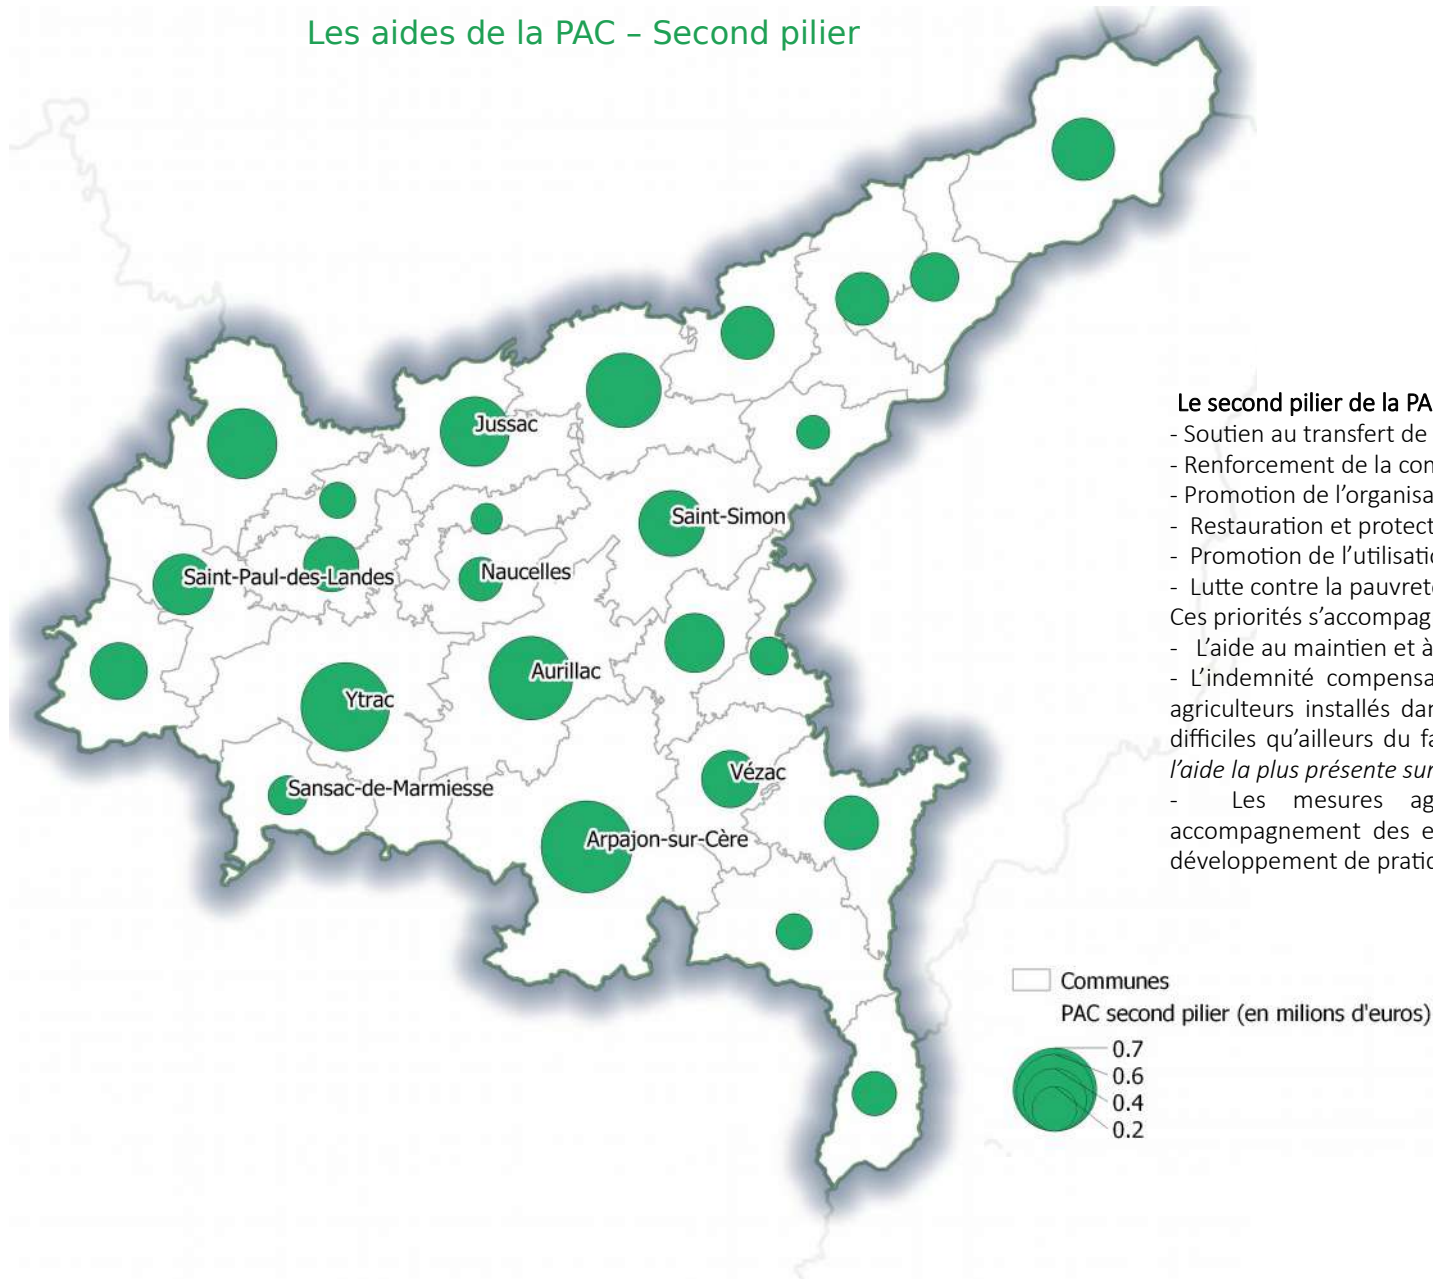 Les aides de la PAC – Second pilier
Jussac
Saint-Simon
Saint-Paul-des-Landes
Naucelles
Aurillac
Ytrac
Vézac
Sansac-de-Marmiesse
Arpajon-sur-Cère
Le second pilier de la PA
- Soutien au transfert de
- Renforcement de la con
- Promotion de l’organisa
- Restauration et protect
- Promotion de l’utilisatio
- Lutte contre la pauvret
Ces priorités s’accompag
- L’aide au maintien et à
- L’indemnité compensa
agriculteurs installés dan
difficiles qu’ailleurs du fa
l’aide la plus présente sur
- Les mesures ag
accompagnement des e
développement de pratic
Communes
PAC second pilier (en milions d'euros)
0.7
0.6
0.4
0.2